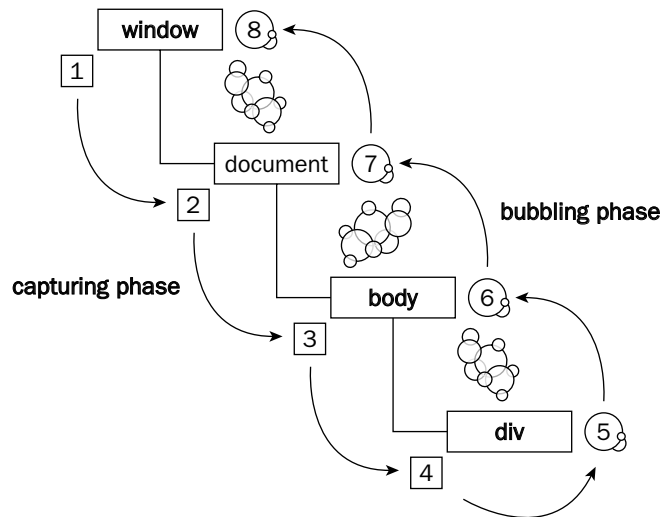 window
8
1
document
7
2
bubbling phase
capturing phase
body
6
3
div
5
4